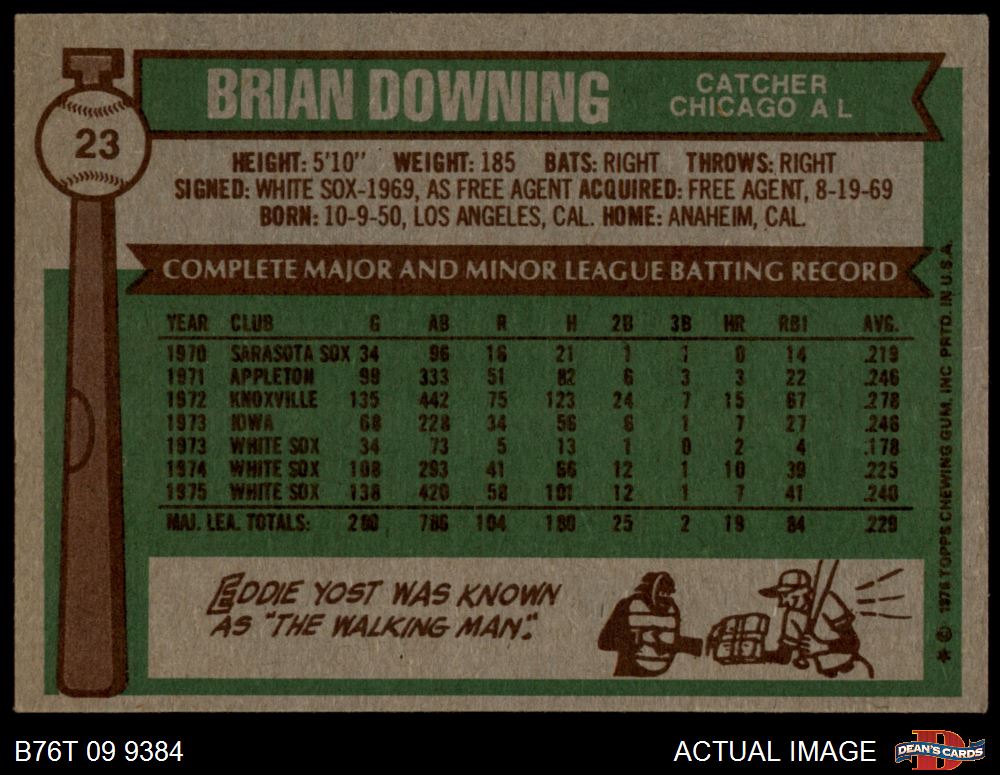 23
BRIAN DOWNING
CATCHER
CHICAGO A L
HEIGHT: 5'10" WEIGHT: 185 BATS: RIGHT THROWS: RIGHT
SIGNED: WHITE SOX-1969, AS FREE AGENT ACQUIRED: FREE AGENT, 8-19-69
BORN: 10-9-50, LOS ANGELES, CAL. HOME: ANAHEIM, CAL.
COMPLETE MAJOR AND MINOR LEAGUE BATTING RECORD
YEAR CLUB G AB R H 2B 3B HR RBI AVG.
1970 SARASOTA SOX 34 96 16 21 1 1 0 14 .219
1971 APPLETON 99 333 51 82 6 3 3 22 .246
1972 KNOXVILLE 135 442 75 123 24 7 15 67 .278
1973 IOWA 68 228 34 56 6 1 7 27 .246
1973 WHITE SOX 34 73 5 13 1 0 2 4 .178
1974 WHITE SOX 108 293 41 66 12 1 10 39 .225
1975 WHITE SOX 138 420 58 101 12 1 7 41 .240
MAJ. LEA. TOTALS: 280 786 104 180 25 2 19 84 .229
EDDIE YOST WAS KNOWN
AS "THE WALKING MAN."
* © 1976 TOPPS CHEWING GUM, INC PRTD. IN U.S.A.
B76T 09 9384
ACTUAL IMAGE
D
DEAN'S CARDS